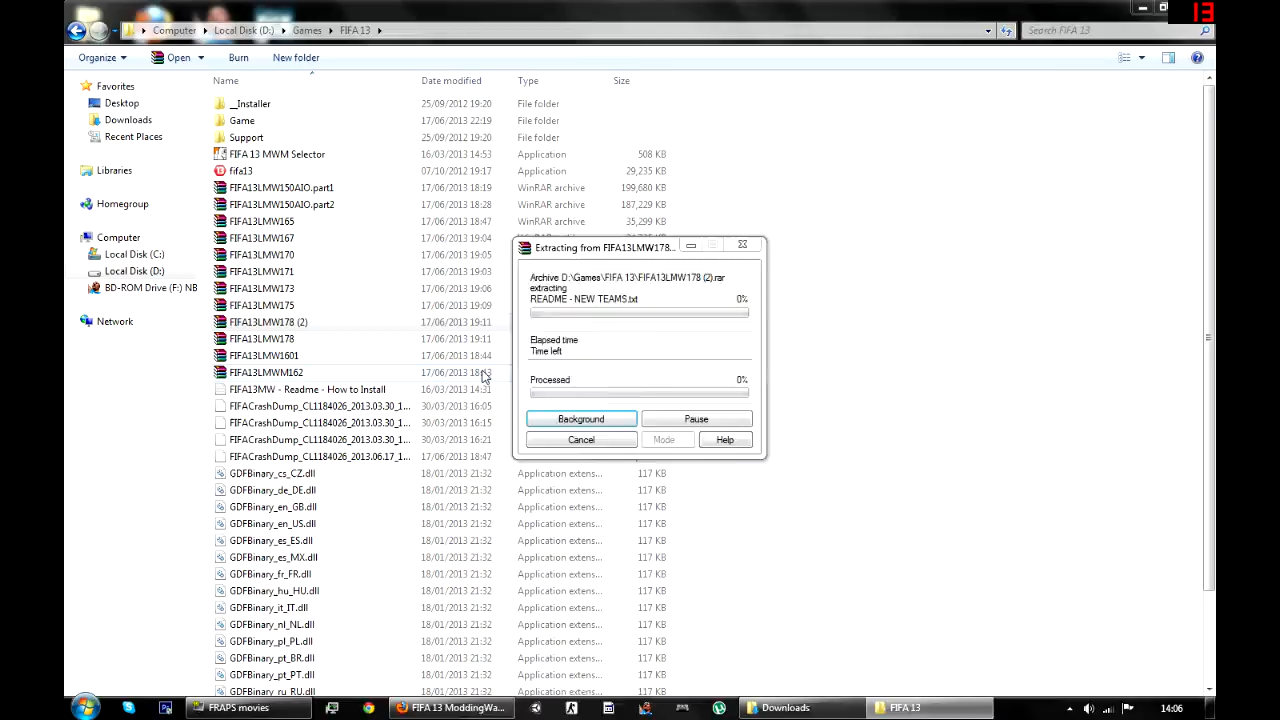 13
Computer Local Disk (D:) Games FIFA 13 Search FIFA 13
Organize Open Burn New folder
Name Date modified Type Size
Favorites
Desktop
Downloads
Recent Places
Libraries
Homegroup
Computer
Local Disk (C:)
Local Disk (D:)
BD-ROM Drive (F:) NB
Network
__Installer 25/09/2012 19:20 File folder
Game 17/06/2013 22:19 File folder
Support 25/09/2012 19:20 File folder
FIFA 13 MWM Selector 16/03/2013 14:53 Application 508 KB
fifa13 07/10/2012 19:17 Application 29,235 KB
FIFA13LMW150AIO.part1 17/06/2013 18:19 WinRAR archive 199,680 KB
FIFA13LMW150AIO.part2 17/06/2013 18:28 WinRAR archive 187,229 KB
FIFA13LMW165 17/06/2013 18:47 WinRAR archive 35,299 KB
FIFA13LMW167 17/06/2013 19:04
FIFA13LMW170 17/06/2013 19:05
FIFA13LMW171 17/06/2013 19:03
FIFA13LMW173 17/06/2013 19:06
FIFA13LMW175 17/06/2013 19:09
FIFA13LMW178 (2) 17/06/2013 19:11
FIFA13LMW178 17/06/2013 19:11
FIFA13LMW1601 17/06/2013 18:44
FIFA13LMWM162 17/06/2013
FIFA13MW - Readme - How to Install 16/03/2013 14:31
FIFACrashDump_CL1184026_2013.03.30_1... 30/03/2013 16:05
FIFACrashDump_CL1184026_2013.03.30_1... 30/03/2013 16:15
FIFACrashDump_CL1184026_2013.03.30_1... 30/03/2013 16:21
FIFACrashDump_CL1184026_2013.06.17_1... 17/06/2013 18:47
GDFBinary_cs_CZ.dll 18/01/2013 21:32 Application extens... 117 KB
GDFBinary_de_DE.dll 18/01/2013 21:32 Application extens... 117 KB
GDFBinary_en_GB.dll 18/01/2013 21:32 Application extens... 117 KB
GDFBinary_en_US.dll 18/01/2013 21:32 Application extens... 117 KB
GDFBinary_es_ES.dll 18/01/2013 21:32 Application extens... 117 KB
GDFBinary_es_MX.dll 18/01/2013 21:32 Application extens... 117 KB
GDFBinary_fr_FR.dll 18/01/2013 21:32 Application extens... 117 KB
GDFBinary_hu_HU.dll 18/01/2013 21:32 Application extens... 117 KB
GDFBinary_it_IT.dll 18/01/2013 21:32 Application extens... 117 KB
GDFBinary_nl_NL.dll 18/01/2013 21:32 Application extens... 117 KB
GDFBinary_pl_PL.dll 18/01/2013 21:32 Application extens... 117 KB
GDFBinary_pt_BR.dll 18/01/2013 21:32 Application extens... 117 KB
GDFBinary_pt_PT.dll 18/01/2013 21:32 Application extens... 117 KB
GDFBinary_ru_RU.dll 18/01/2013 21:32 Application extens... 117 KB
Extracting from FIFA13LMW178...
Archive D:\Games\FIFA 13\FIFA13LMW178 (2).rar
extracting
README - NEW TEAMS.txt 0%
Elapsed time
Time left
Processed 0%
Background Pause
Cancel Mode Help
FRAPS movies FIFA 13 ModdingWa... Downloads FIFA 13 14:06